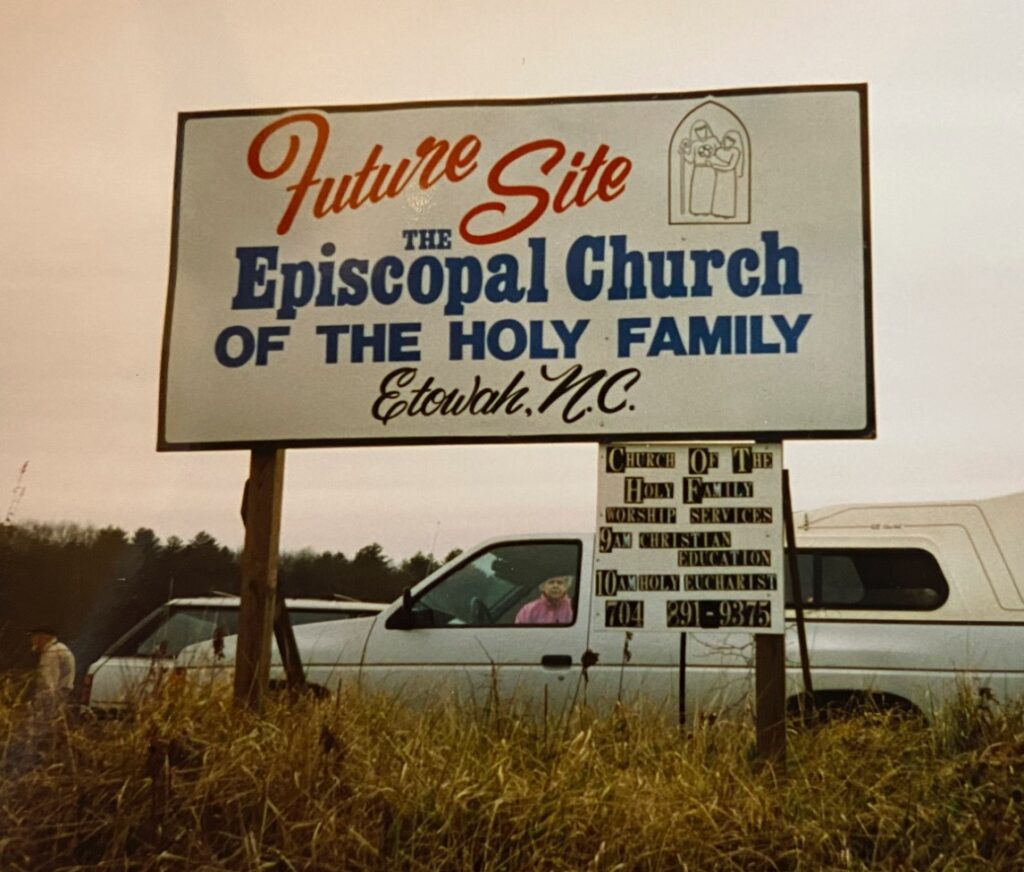 Future Site
THE
Episcopal Church
OF THE HOLY FAMILY
Etowah, N.C.
CHURCH OF THE
HOLY FAMILY
WORSHIP SERVICES
9AM CHRISTIAN
EDUCATION
10AM HOLY EUCHARIST
704 891-9375